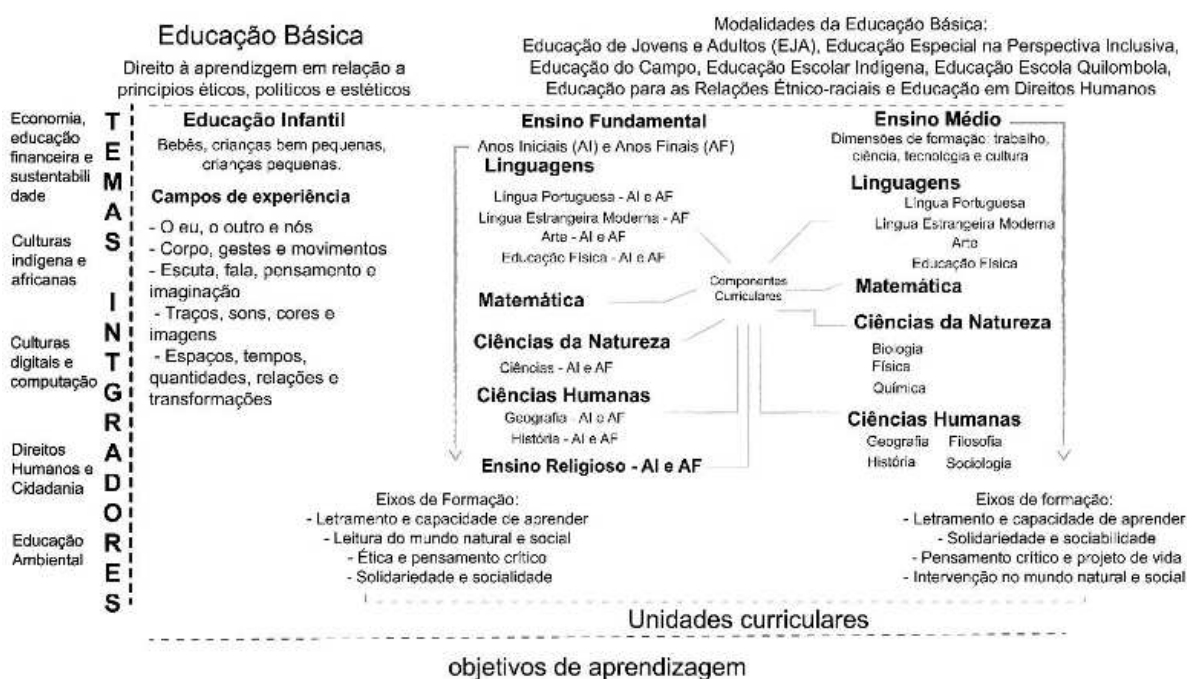 Educação Básica
Direito à aprendizgem em relação a
princípios éticos, políticos e estéticos
Modalidades da Educação Básica:
Educação de Jovens e Adultos (EJA), Educação Especial na Perspectiva Inclusiva,
Educação do Campo, Educação Escolar Indigena, Educação Escola Quilombola,
Educação para as Relações Étnico-raciais e Educação em Direitos Humanos
Economia,
educação
financeira e
sustentabili
dade
Culturas
indígena e
africanas
Culturas
digitais e
computação
Direitos
Humanos e
Cidadania
Educação
Ambiental
TEMAS INTGRADORES
Educação Infantil
Bebês, crianças bem pequenas,
crianças pequenas.
Campos de experiência
- O eu, o outro e nós
- Corpo, gestes e movimentos
- Escuta, fala, pensamento e
imaginação
- Traços, sons, cores e
imagens
- Espaços, tempos,
quantidades, relações e
transformações
Ensino Fundamental
Anos Iniciais (AI) e Anos Finais (AF)
Linguagens
Língua Portuguesa - AI e AF
Língua Estrangeira Moderna - AF
Arte - AI e AF
Educação Física - AI e AF
Matemática
Ciências da Natureza
Ciências - AI e AF
Ciências Humanas
Geografia - AI e AF
História - AI e AF
Ensino Religioso - AI e AF
Componentes
Curriculares
Ensino Médio
Dimensões de formação: trabalho,
ciência, tecnologia e cultura
Linguagens
Língua Portuguesa
Lingua Estrangeira Moderna
Arte
Educação Física
Matemática
Ciências da Natureza
Biologia
Física
Química
Ciências Humanas
Geografia Filosofia
História Sociologia
Eixos de Formação:
- Letramento e capacidade de aprender
- Leitura do mundo natural e social
- Ética e pensamento crítico
- Solidariedade e socialidade
Eixos de formação:
- Letramento e capacidade de aprender
- Solidariedade e sociabilidade
- Pensamento crítico e projeto de vida
- Intervenção no mundo natural e social
Unidades curriculares
objetivos de aprendizagem